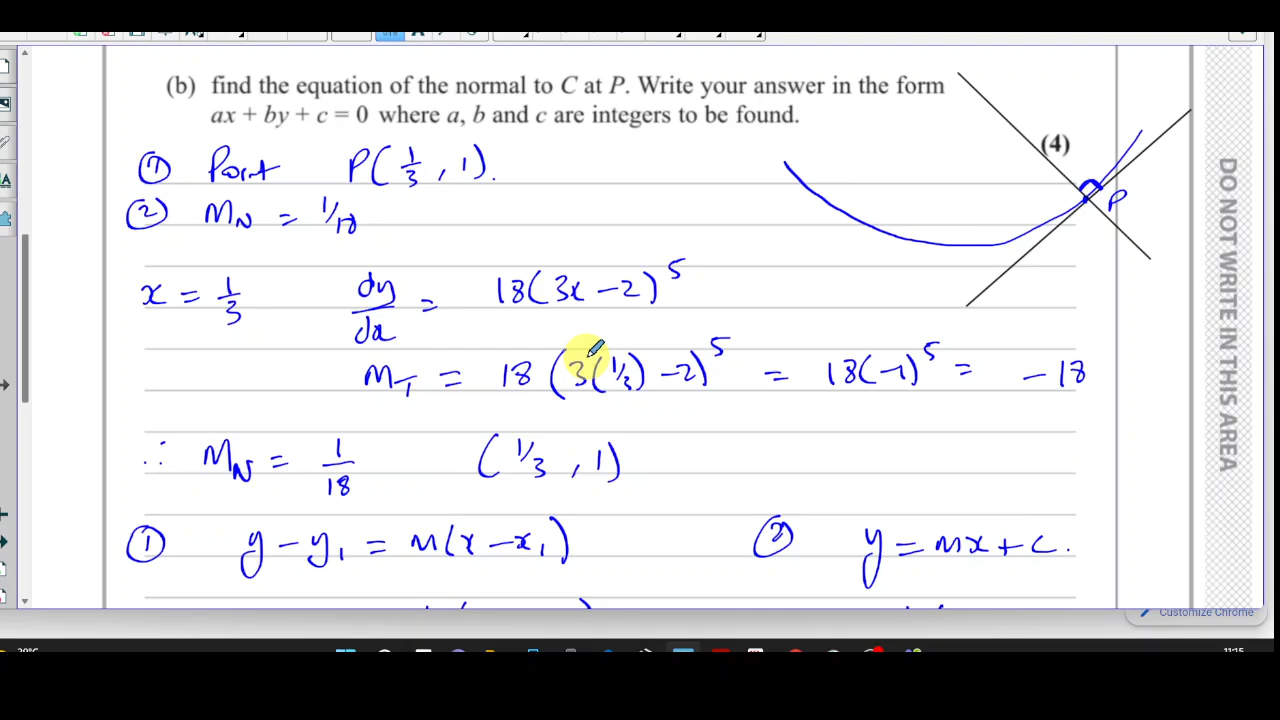 (b) find the equation of the normal to C at P. Write your answer in the form
ax + by + c = 0 where a, b and c are integers to be found.
(4)
① Point P(1/3, 1).
② M_N = 1/18
P
x = 1/3 dy/dx = 18(3x - 2)^5
M_T = 18 (3(1/3) - 2)^5 = 18(-1)^5 = -18
∴ M_N = 1/18 (1/3, 1)
① y - y₁ = m(x - x₁) ② y = mx + c.
DO NOT WRITE IN THIS AREA
Customize Chrome
11:15